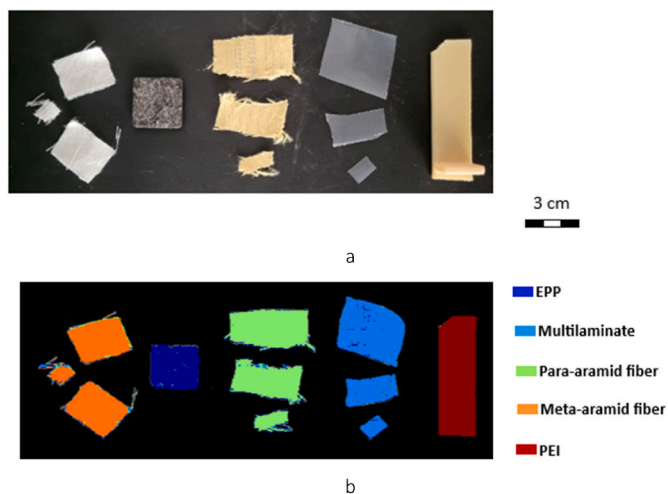 3 cm
a
EPP
Multilaminate
Para-aramid fiber
Meta-aramid fiber
PEI
b